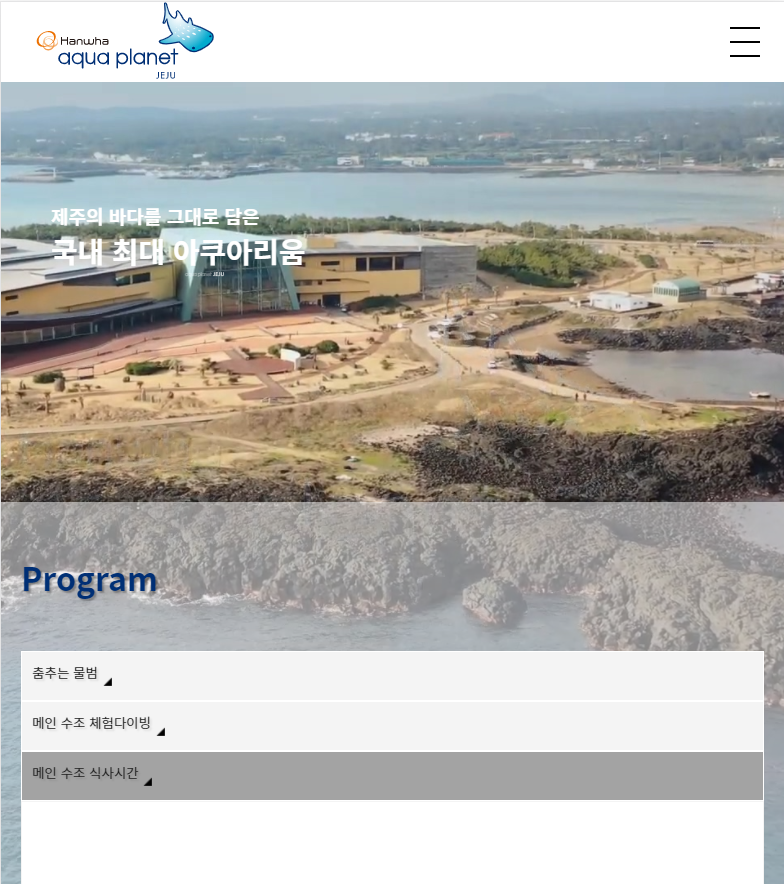 Hanwha
aqua planet
JEJU
제주의 바다를 그대로 담은
국내 최대 아쿠아리움
JEJU
Program
춤추는 물범
메인 수조 체험다이빙
메인 수조 식사시간